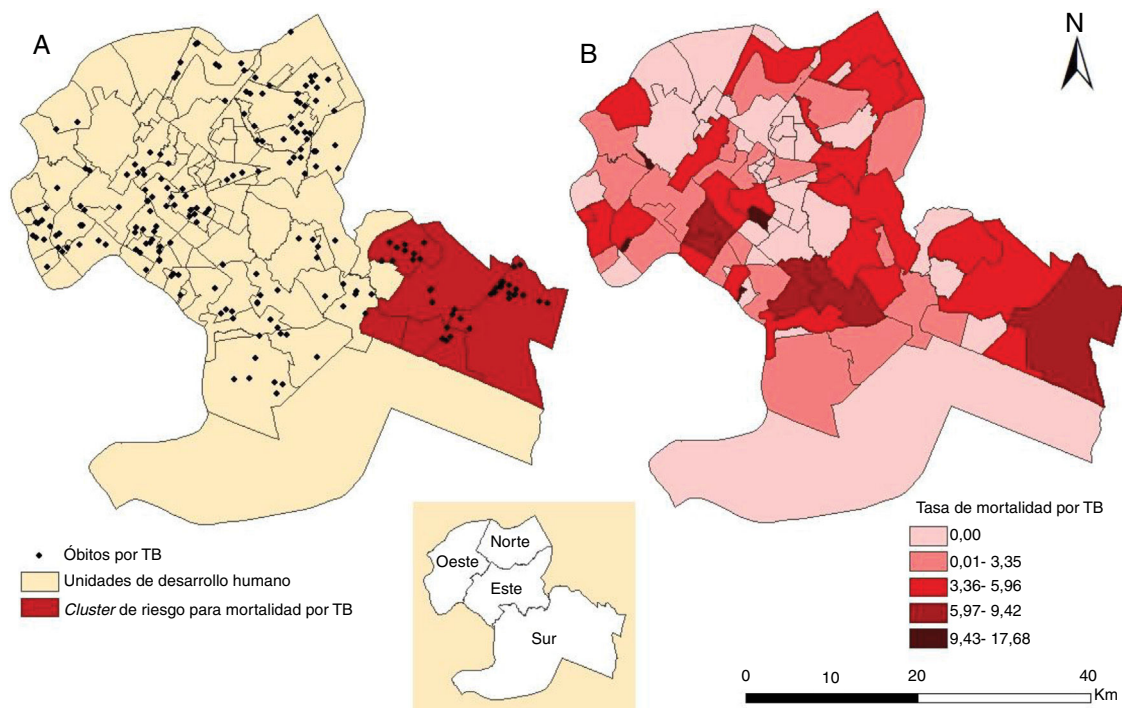 A
B
N
Óbitos por TB
Unidades de desarrollo humano
Cluster de riesgo para mortalidad por TB
Norte
Oeste
Este
Sur
Tasa de mortalidad por TB
0,00
0,01- 3,35
3,36- 5,96
5,97- 9,42
9,43- 17,68
0 10 20 40
Km